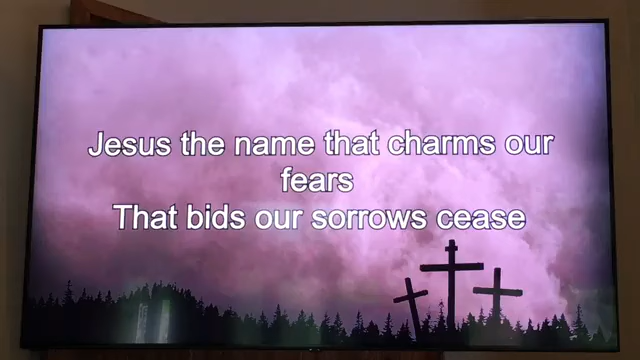 Jesus the name that charms our
fears
That bids our sorrows cease